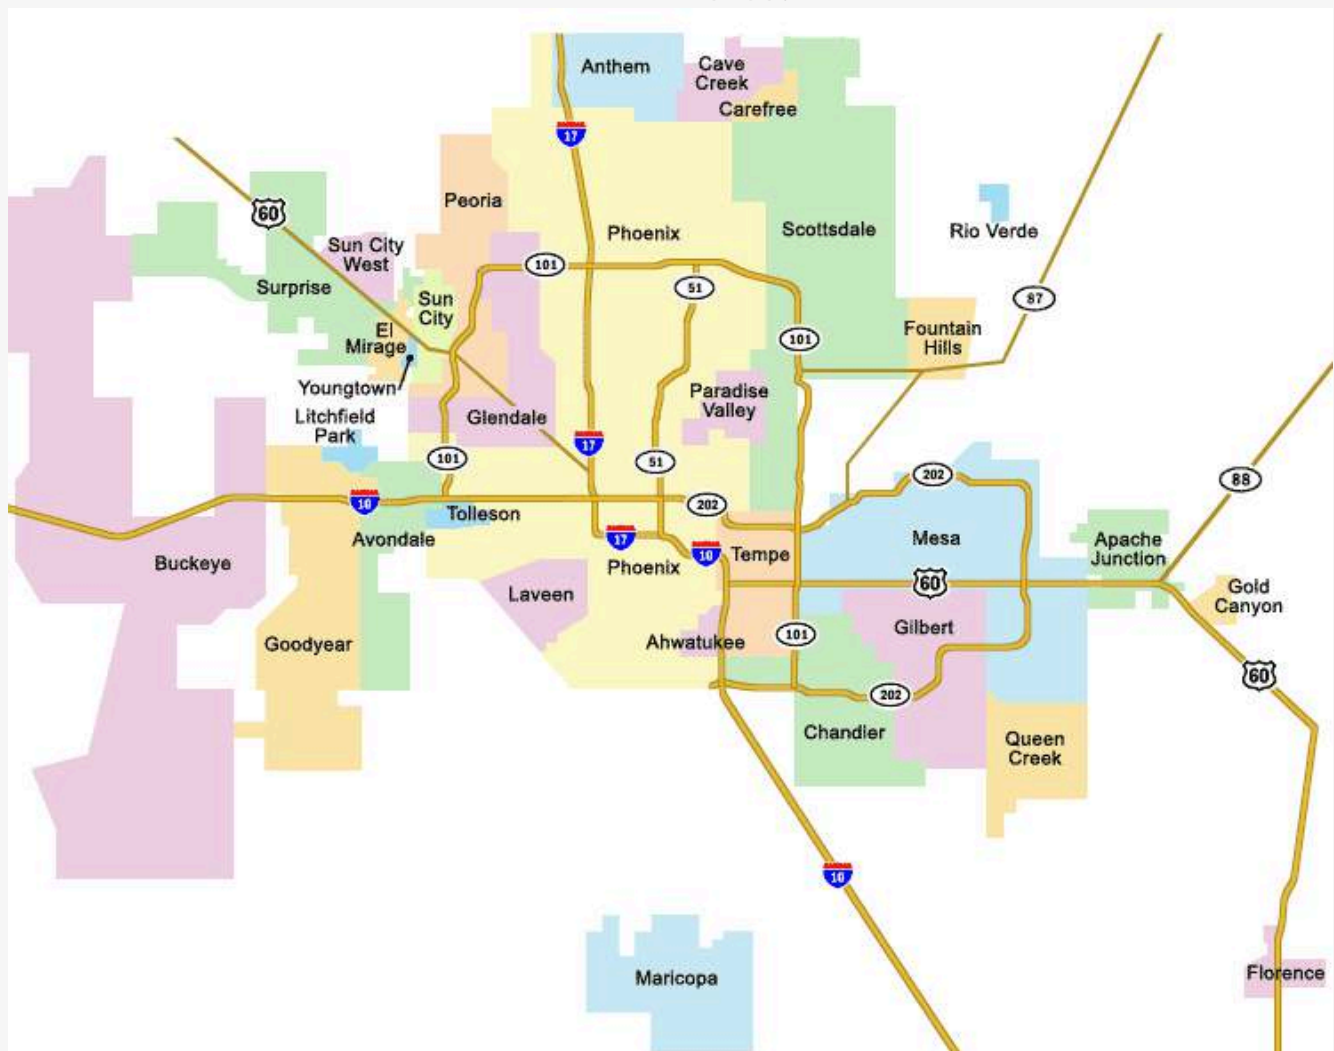 Anthem
Cave
Creek
Carefree
17
Peoria
60
Phoenix
Scottsdale
Rio Verde
Sun City
West
101
51
Surprise
Sun
City
87
El
Mirage
101
Fountain
Hills
Youngtown
Paradise
Valley
Litchfield
Park
Glendale
17
101
51
202
88
10
202
Tolleson
Avondale
17
10
Tempe
Mesa
Apache
Junction
Buckeye
Phoenix
60
Laveen
Gold
Canyon
Goodyear
Ahwatukee
101
Gilbert
60
202
Chandler
Queen
Creek
10
Maricopa
Florence